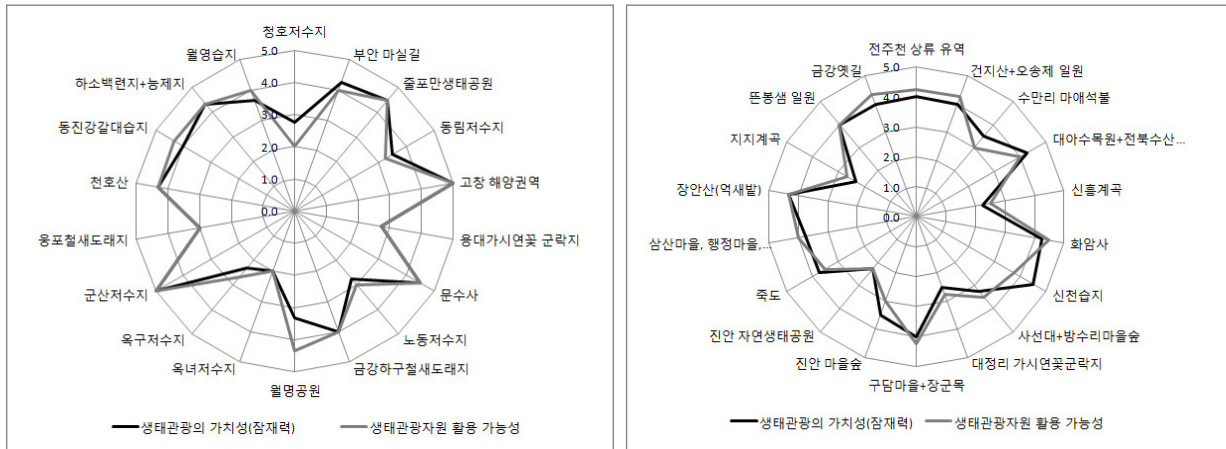 청호저수지
부안 마실길
줄포만생태공원
동림저수지
고창 해양권역
용대가시연꽃 군락지
문수사
노동저수지
금강하구철새도래지
월명공원
옥녀저수지
옥구저수지
군산저수지
웅포철새도래지
천호산
동진강갈대습지
하소백련지+능제지
월영습지
5.0
4.0
3.0
2.0
1.0
0.0
생태관광의 가치성(잠재력)
생태관광자원 활용 가능성
전주천 상류 유역
건지산+오송제 일원
수만리 마애석불
대아수목원+전북수산...
신흥계곡
화암사
신천습지
사선대+방수리마을숲
대정리 가시연꽃군락지
구담마을+장군목
진안 마을숲
진안 자연생태공원
죽도
삼산마을, 행정마을,...
장안산(억새밭)
지지계곡
뜬봉샘 일원
금강옛길
5.0
4.0
3.0
2.0
1.0
0.0
생태관광의 가치성(잠재력)
생태관광자원 활용 가능성